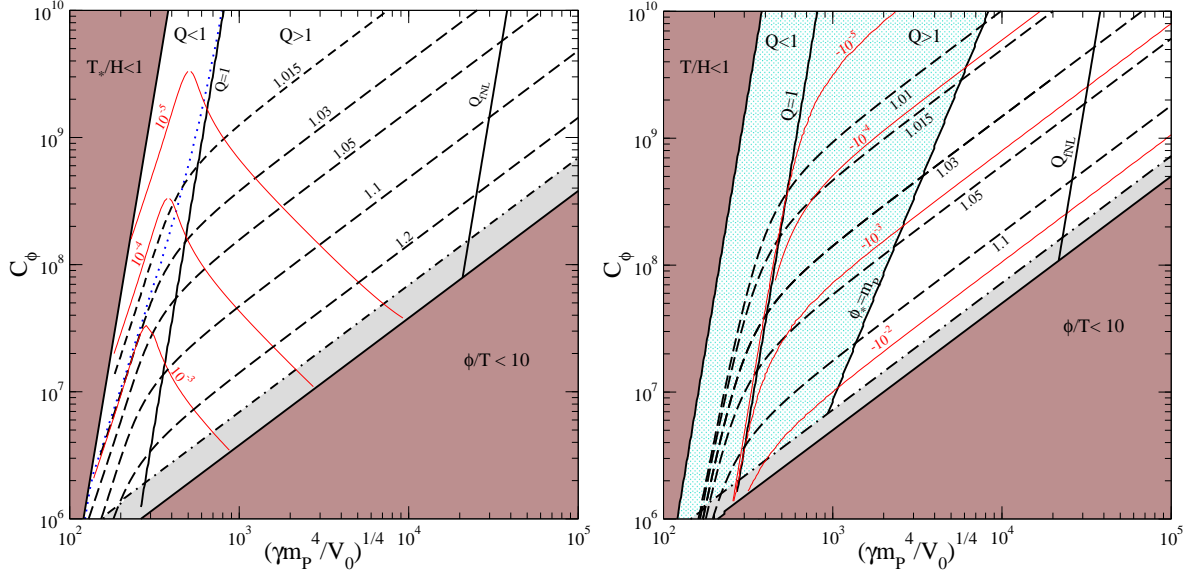 10^10
10^9
10^8
10^7
10^6
C_ϕ
T_*/H<1
Q<1
Q>1
Q=1
Q_fNL
1.015
1.03
1.05
1.1
1.2
10^-5
10^-4
10^-3
ϕ/T < 10
10^2
10^3
10^4
10^5
(γm_P^4/V_0)^1/4
10^10
10^9
10^8
10^7
10^6
C_ϕ
T/H<1
Q<1
Q>1
Q=1
Q_fNL
-10^-5
1.01
-10^-4
1.015
1.03
1.05
-10^-3
1.1
ϕ_*=m_P
-10^-2
ϕ/T < 10
10^2
10^3
10^4
10^5
(γm_P^4/V_0)^1/4